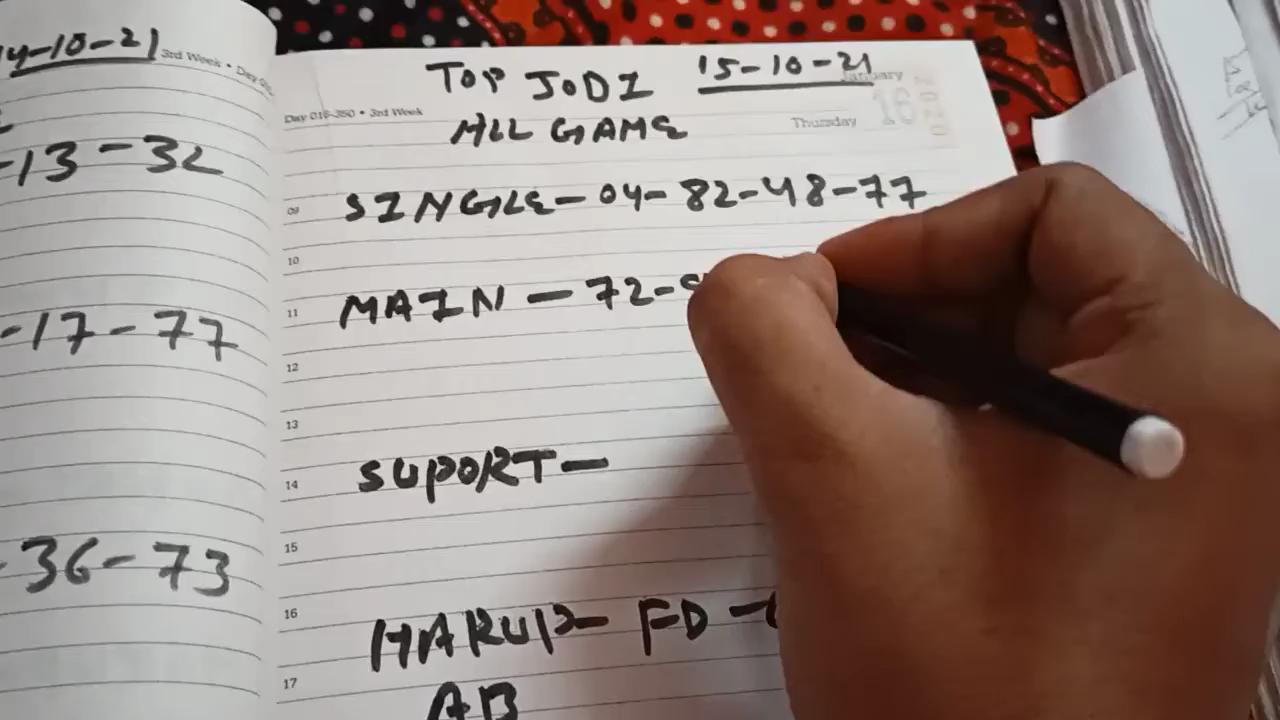 14-10-21
3rd Week • Day
-13-32
-17-77
-36-73
TOP JODI 15-10-21
January
16
Thursday
Day 016-350 • 3rd Week
ALL GAME
09 SINGLE-04-82-48-77
10
11 MAIN-72-
12
13
14 SUPORT-
15
16 HARUP- FD-
17
AB